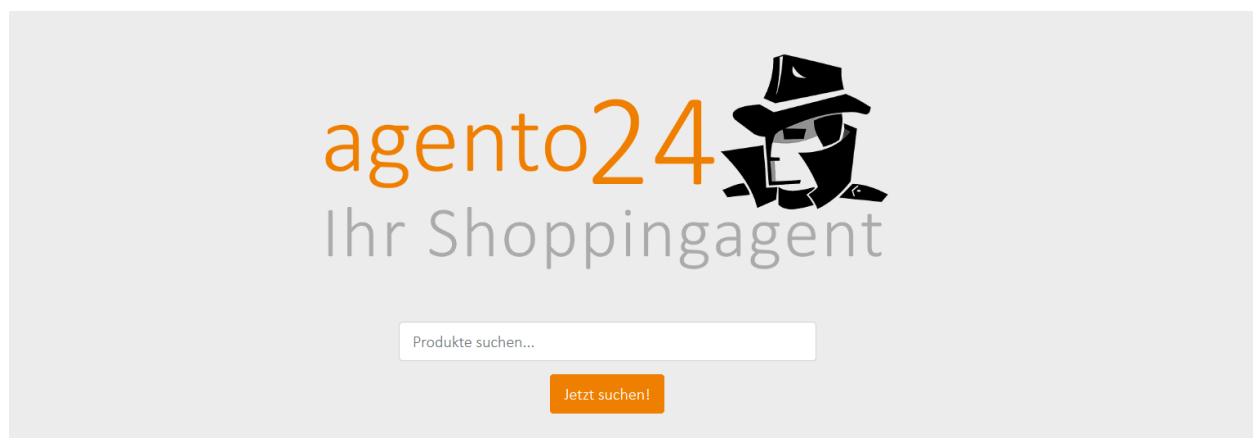 agento24
Ihr Shoppingagent
Produkte suchen...
Jetzt suchen!